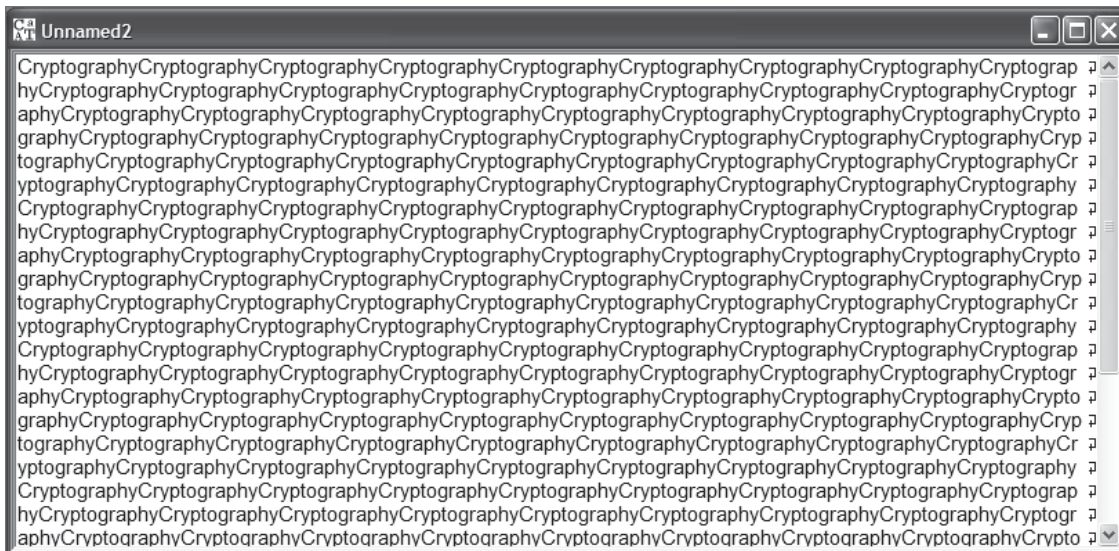 Unnamed2
CryptographyCryptographyCryptographyCryptographyCryptographyCryptographyCryptographyCryptographyCryptograp
hyCryptographyCryptographyCryptographyCryptographyCryptographyCryptographyCryptographyCryptographyCryptogr
aphyCryptographyCryptographyCryptographyCryptographyCryptographyCryptographyCryptographyCryptographyCrypto
graphyCryptographyCryptographyCryptographyCryptographyCryptographyCryptographyCryptographyCryptographyCryp
tographyCryptographyCryptographyCryptographyCryptographyCryptographyCryptographyCryptographyCryptographyCr
yptographyCryptographyCryptographyCryptographyCryptographyCryptographyCryptographyCryptographyCryptography
CryptographyCryptographyCryptographyCryptographyCryptographyCryptographyCryptographyCryptographyCryptograp
hyCryptographyCryptographyCryptographyCryptographyCryptographyCryptographyCryptographyCryptographyCryptogr
aphyCryptographyCryptographyCryptographyCryptographyCryptographyCryptographyCryptographyCryptographyCrypto
graphyCryptographyCryptographyCryptographyCryptographyCryptographyCryptographyCryptographyCryptographyCryp
tographyCryptographyCryptographyCryptographyCryptographyCryptographyCryptographyCryptographyCryptographyCr
yptographyCryptographyCryptographyCryptographyCryptographyCryptographyCryptographyCryptographyCryptography
CryptographyCryptographyCryptographyCryptographyCryptographyCryptographyCryptographyCryptographyCryptograp
hyCryptographyCryptographyCryptographyCryptographyCryptographyCryptographyCryptographyCryptographyCryptogr
aphyCryptographyCryptographyCryptographyCryptographyCryptographyCryptographyCryptographyCryptographyCrypto
graphyCryptographyCryptographyCryptographyCryptographyCryptographyCryptographyCryptographyCryptographyCryp
tographyCryptographyCryptographyCryptographyCryptographyCryptographyCryptographyCryptographyCryptographyCr
yptographyCryptographyCryptographyCryptographyCryptographyCryptographyCryptographyCryptographyCryptography
CryptographyCryptographyCryptographyCryptographyCryptographyCryptographyCryptographyCryptographyCryptograp
hyCryptographyCryptographyCryptographyCryptographyCryptographyCryptographyCryptographyCryptographyCryptogr
aphyCryptographyCryptographyCryptographyCryptographyCryptographyCryptographyCryptographyCryptographyCrypto